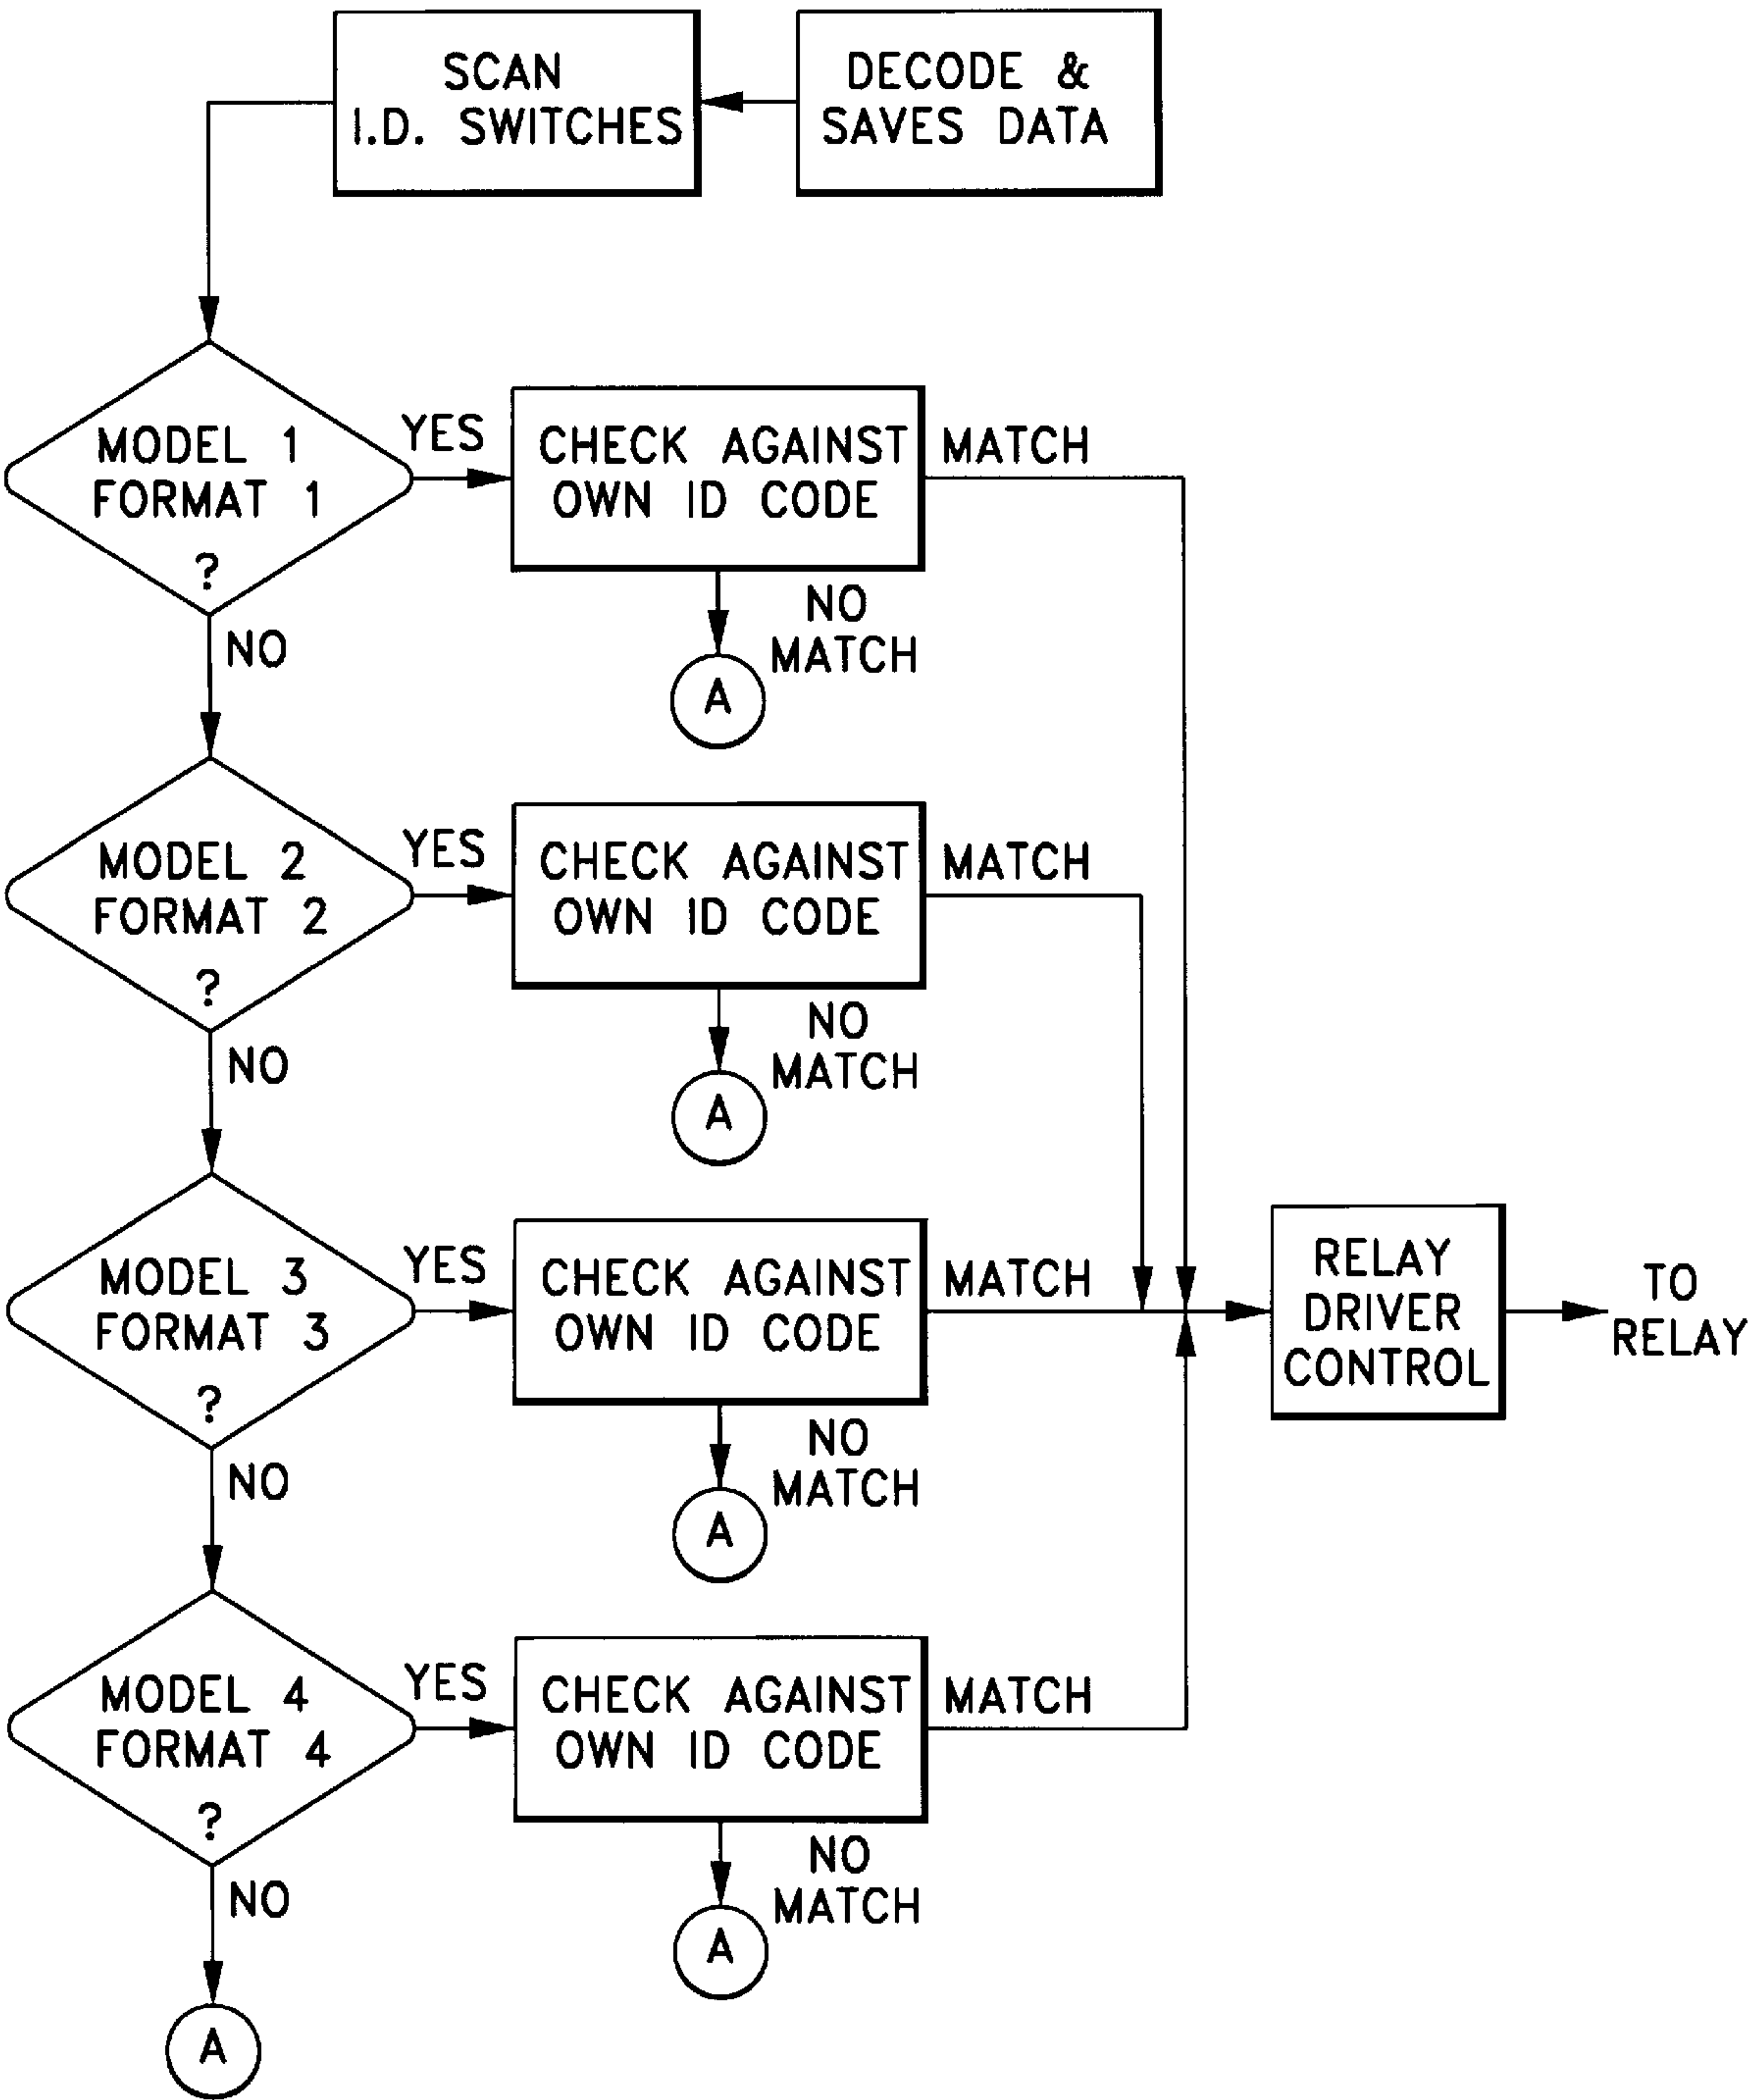 SCAN
I.D. SWITCHES
DECODE &
SAVES DATA
MODEL 1
FORMAT 1
?
YES
CHECK AGAINST
OWN ID CODE
MATCH
NO
MATCH
A
NO
MODEL 2
FORMAT 2
?
YES
CHECK AGAINST
OWN ID CODE
MATCH
NO
MATCH
A
NO
MODEL 3
FORMAT 3
?
YES
CHECK AGAINST
OWN ID CODE
MATCH
NO
MATCH
A
RELAY
DRIVER
CONTROL
TO
RELAY
NO
MODEL 4
FORMAT 4
?
YES
CHECK AGAINST
OWN ID CODE
MATCH
NO
MATCH
A
NO
A